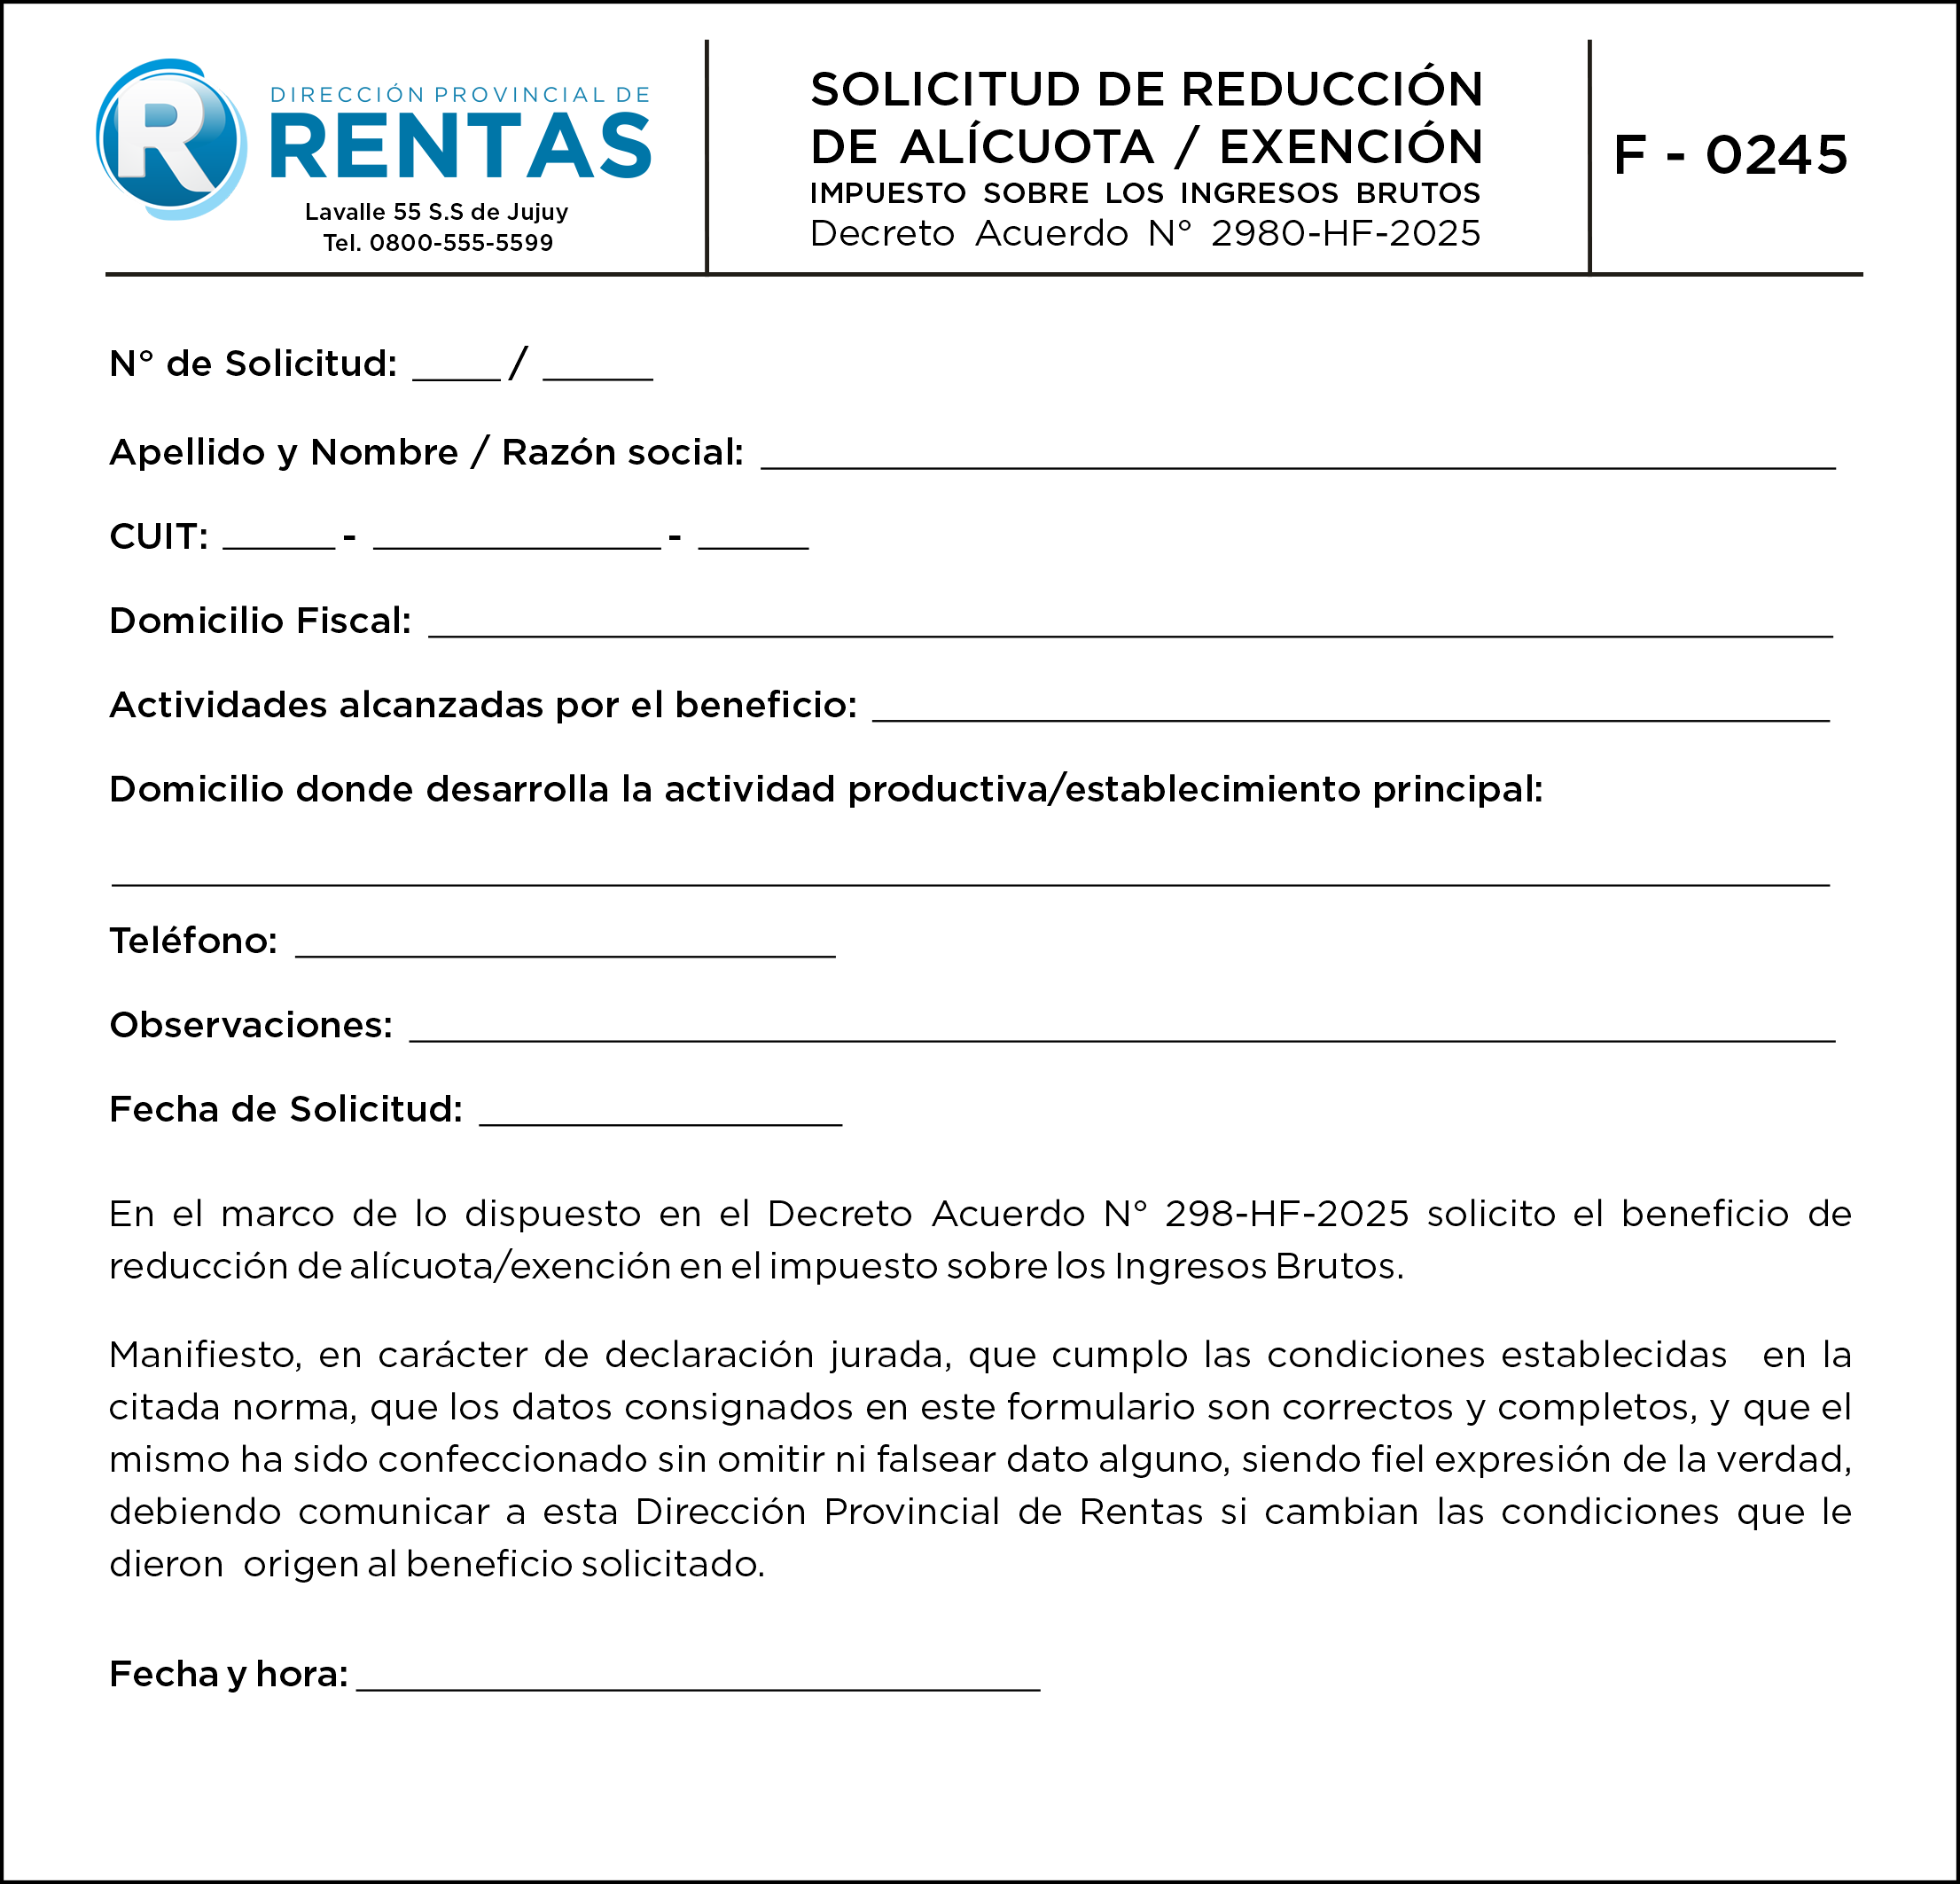 R
DIRECCIÓN PROVINCIAL DE
RENTAS
Lavalle 55 S.S de Jujuy
Tel. 0800-555-5599
SOLICITUD DE REDUCCIÓN
DE ALÍCUOTA / EXENCIÓN
IMPUESTO SOBRE LOS INGRESOS BRUTOS
Decreto Acuerdo N° 2980-HF-2025
F - 0245
N° de Solicitud: ____ / _____
Apellido y Nombre / Razón social: ____________________
CUIT: _____ - _____________ - _____
Domicilio Fiscal: ____________________
Actividades alcanzadas por el beneficio: ____________________
Domicilio donde desarrolla la actividad productiva/establecimiento principal:
____________________
Teléfono: ____________________
Observaciones: ____________________
Fecha de Solicitud: ____________________
En el marco de lo dispuesto en el Decreto Acuerdo N° 298-HF-2025 solicito el beneficio de
reducción de alícuota/exención en el impuesto sobre los Ingresos Brutos.
Manifiesto, en carácter de declaración jurada, que cumplo las condiciones establecidas en la
citada norma, que los datos consignados en este formulario son correctos y completos, y que el
mismo ha sido confeccionado sin omitir ni falsear dato alguno, siendo fiel expresión de la verdad,
debiendo comunicar a esta Dirección Provincial de Rentas si cambian las condiciones que le
dieron origen al beneficio solicitado.
Fecha y hora: ____________________